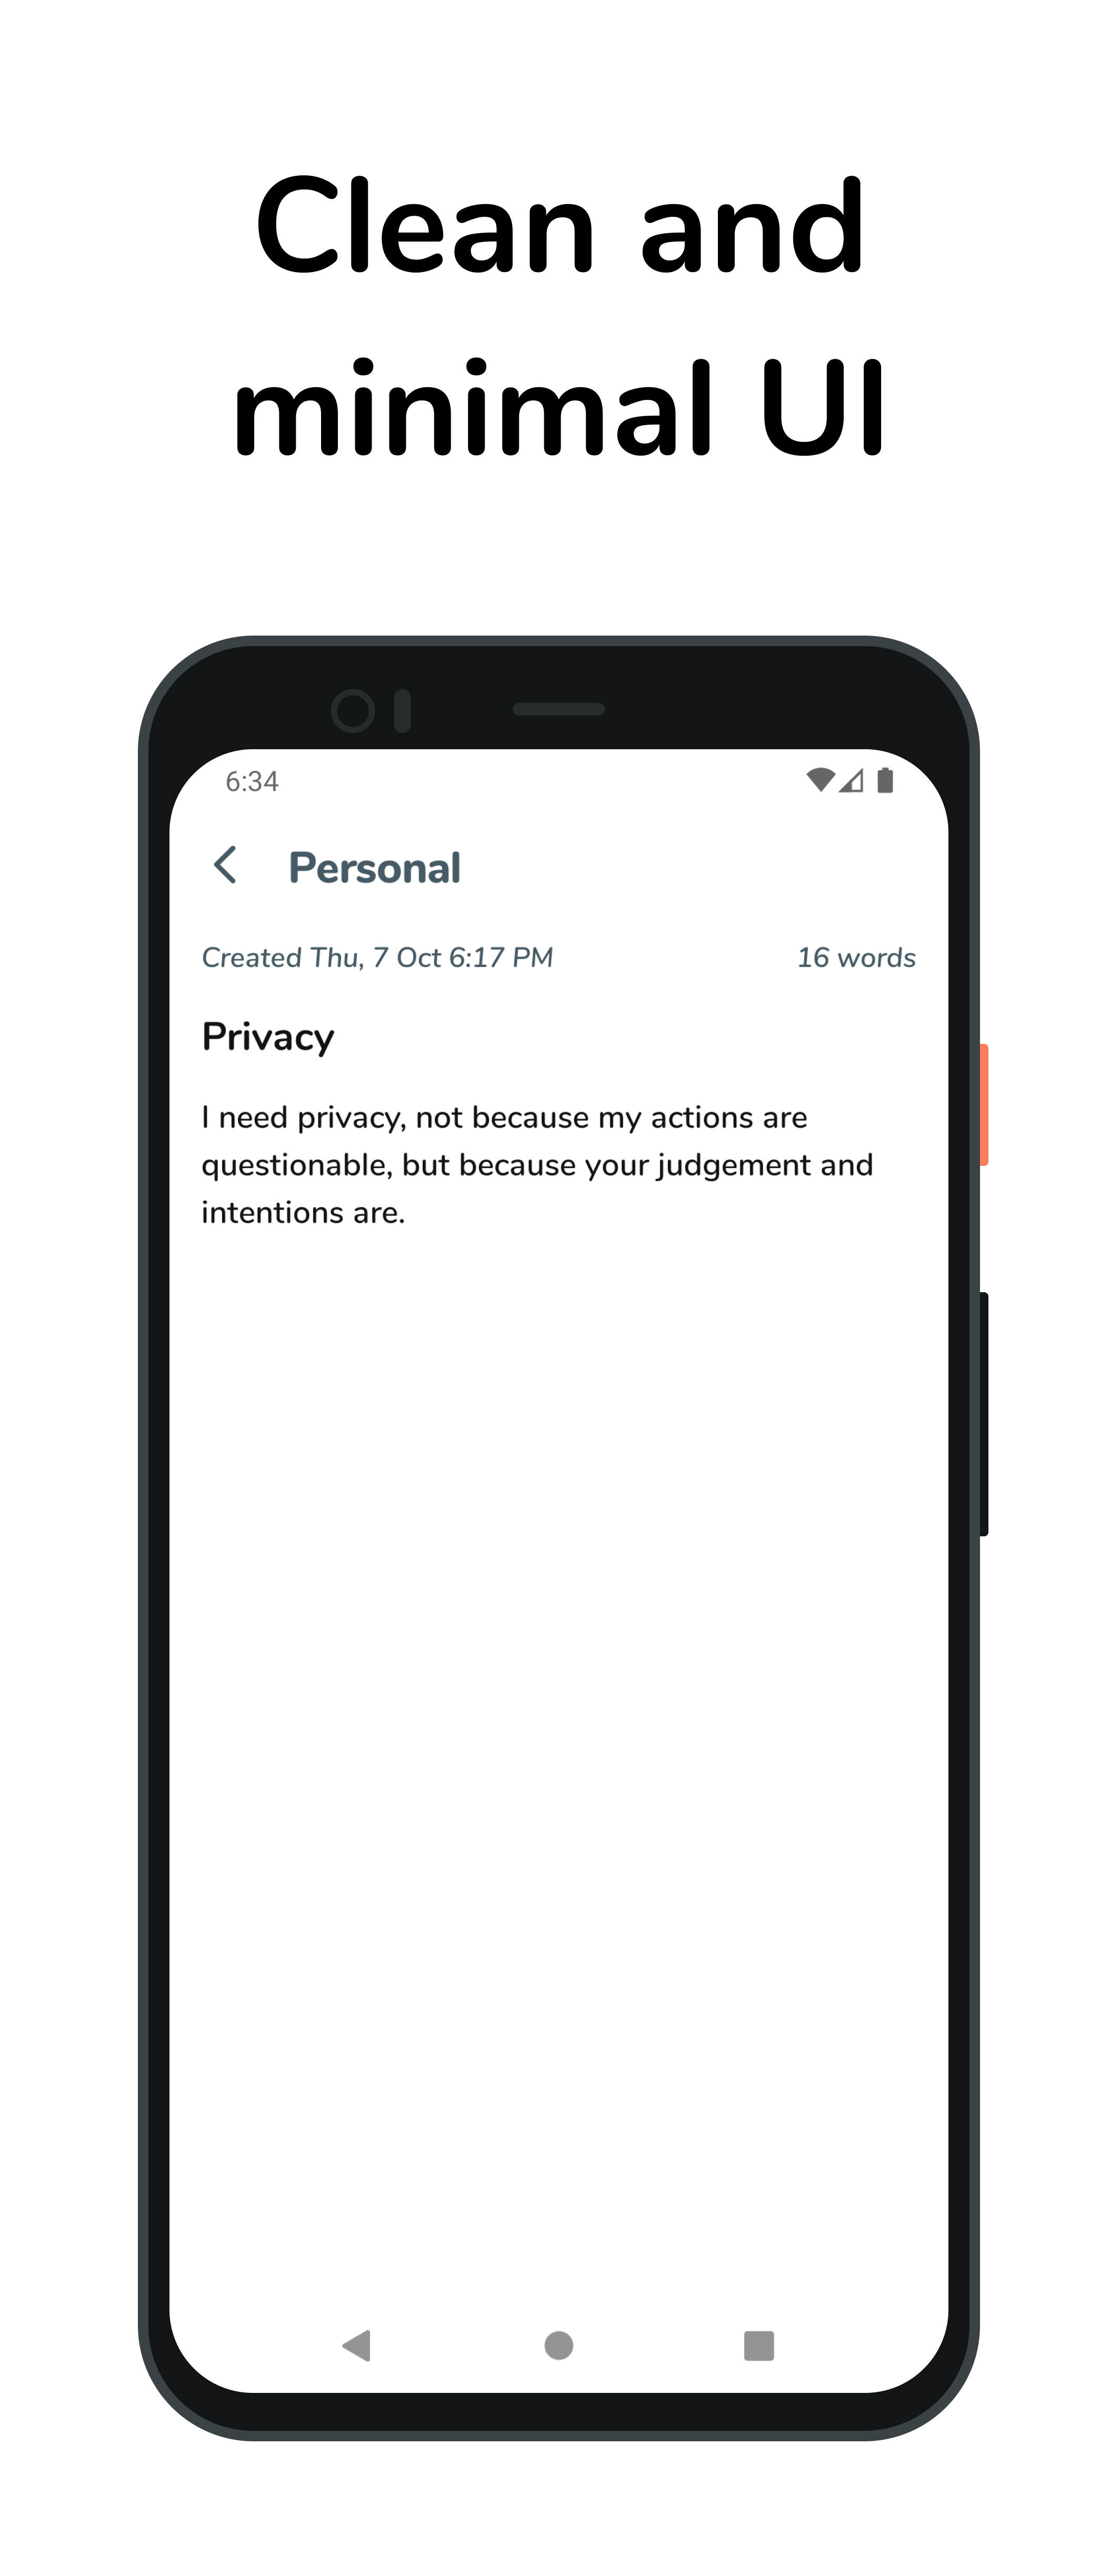 Clean and
minimal UI
6:34
Personal
Created Thu, 7 Oct 6:17 PM 16 words
Privacy
I need privacy, not because my actions are
questionable, but because your judgement and
intentions are.